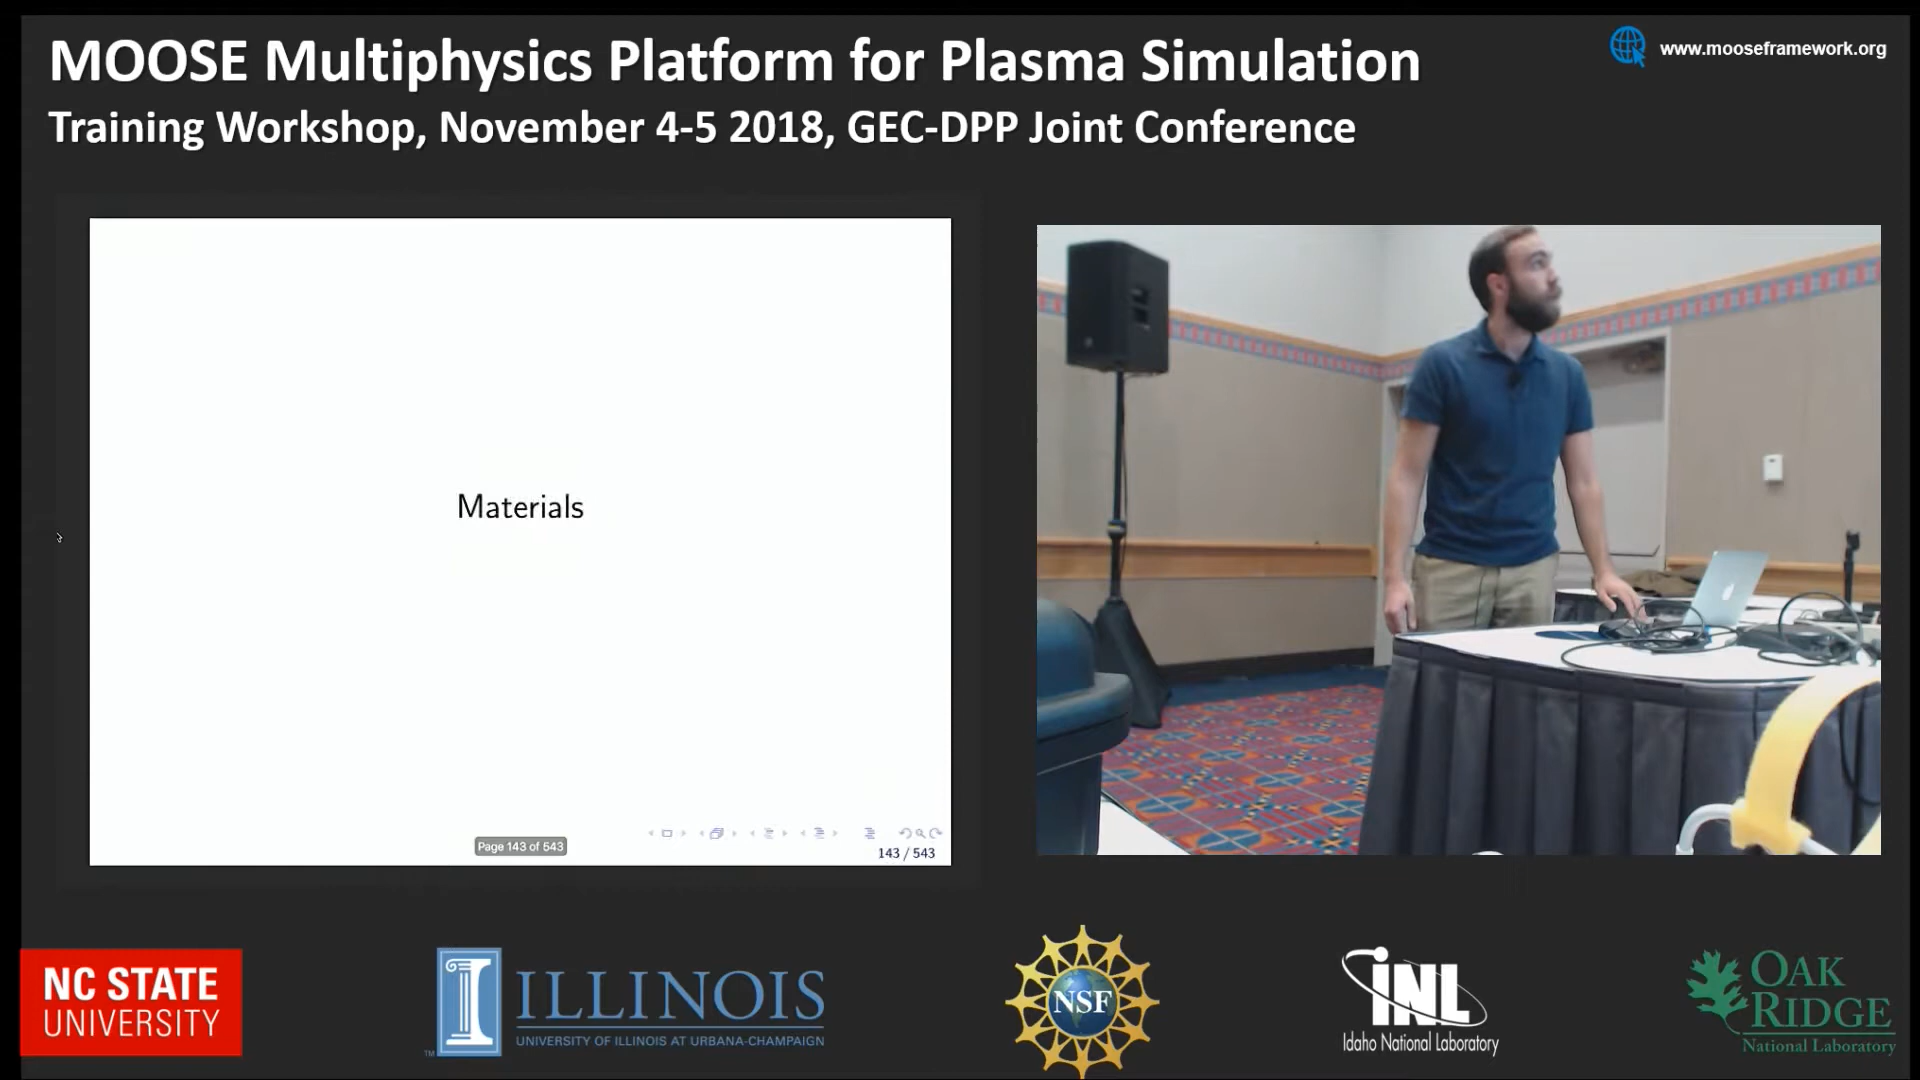 MOOSE Multiphysics Platform for Plasma Simulation
www.mooseframework.org
Training Workshop, November 4-5 2018, GEC-DPP Joint Conference
Materials
Page 143 of 543
143 / 543
NC STATE
UNIVERSITY
I
ILLINOIS
UNIVERSITY OF ILLINOIS AT URBANA-CHAMPAIGN
TM
NSF
INL
Idaho National Laboratory
OAK
RIDGE
National Laboratory